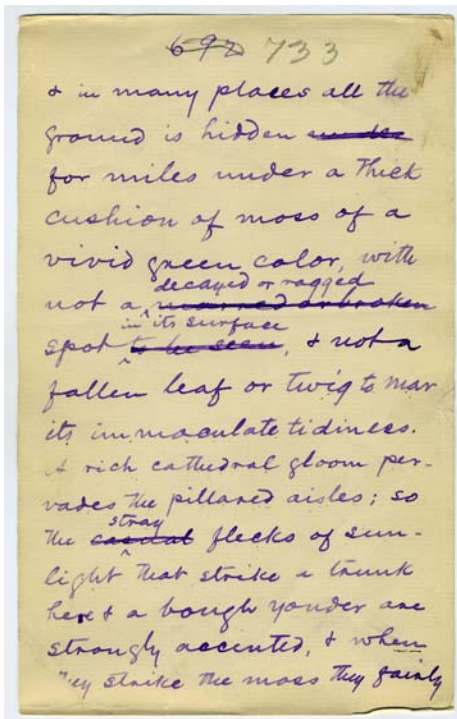 692 733
& in many places all the
ground is hidden under
for miles under a thick
cushion of moss of a
vivid green color, with
decayed or ragged
not a marred or broken
in its surface
spot to be seen, & not a
fallen leaf or twig to mar
its immaculate tidiness.
A rich cathedral gloom per-
vades the pillared aisles; so
stray
the casual flecks of sun-
light that strike a trunk
here & a bough yonder are
strongly accented, & when
they strike the moss they fairly